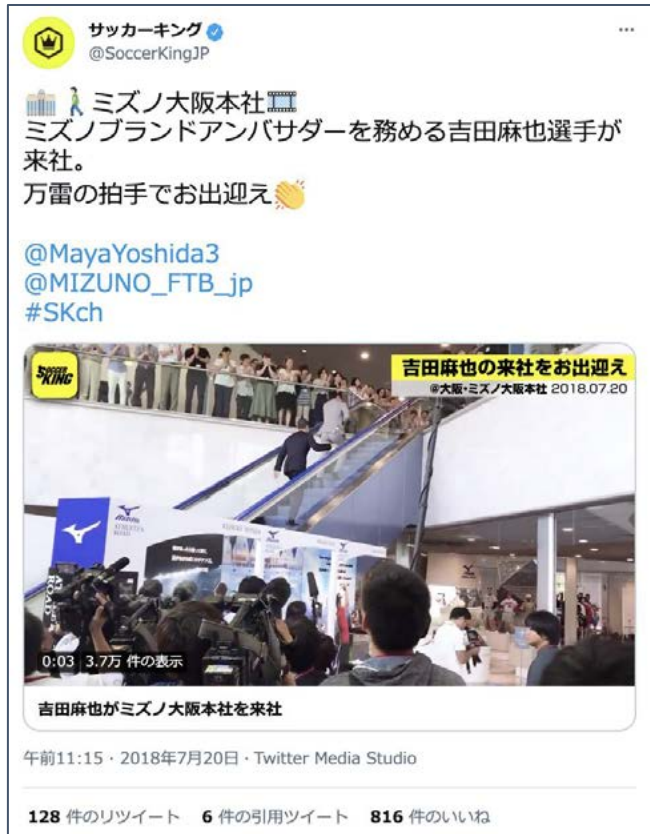 サッカーキング
@SoccerKingJP
ミズノ大阪本社
ミズノブランドアンバサダーを務める吉田麻也選手が
来社。
万雷の拍手でお出迎え
@MayaYoshida3
@MIZUNO_FTB_jp
#SKch
SOCCER KING
吉田麻也の来社をお出迎え
@大阪・ミズノ大阪本社 2018.07.20
0:03 3.7万 件の表示
吉田麻也がミズノ大阪本社を来社
午前11:15 · 2018年7月20日 · Twitter Media Studio
128 件のリツイート 6 件の引用ツイート 816 件のいいね